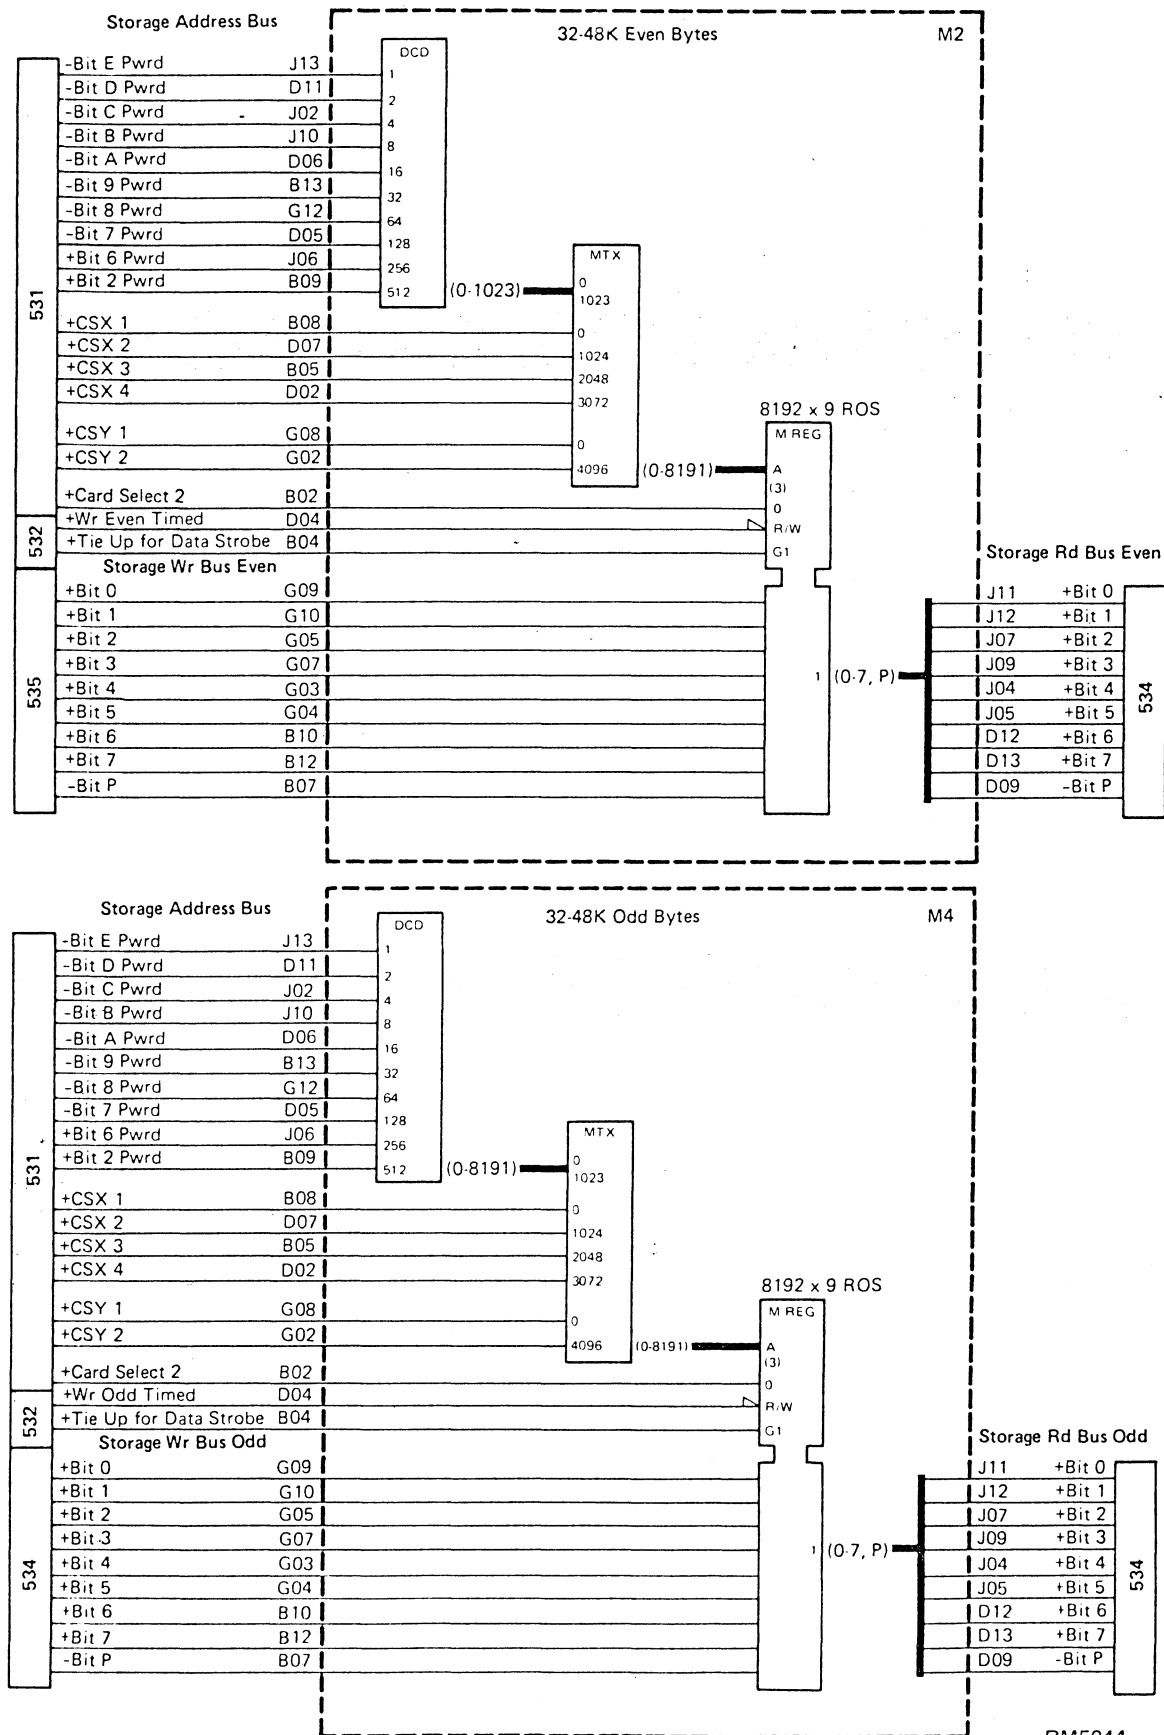 Storage Address Bus
32-48K Even Bytes
M2
DCD
531
-Bit E Pwrd J13 1
-Bit D Pwrd D11 2
-Bit C Pwrd J02 4
-Bit B Pwrd J10 8
-Bit A Pwrd D06 16
-Bit 9 Pwrd B13 32
-Bit 8 Pwrd G12 64
-Bit 7 Pwrd D05 128
+Bit 6 Pwrd J06 256
+Bit 2 Pwrd B09 512
(0-1023)
MTX
0
1023
+CSX 1 B08 0
+CSX 2 D07 1024
+CSX 3 B05 2048
+CSX 4 D02 3072
+CSY 1 G08 0
+CSY 2 G02 4096
(0-8191)
8192 x 9 ROS
M REG
A
(3)
+Card Select 2 B02 0
532
+Wr Even Timed D04 R/W
+Tie Up for Data Strobe B04 G1
Storage Wr Bus Even
535
+Bit 0 G09
+Bit 1 G10
+Bit 2 G05
+Bit 3 G07
+Bit 4 G03
+Bit 5 G04
+Bit 6 B10
+Bit 7 B12
-Bit P B07
1 (0-7, P)
Storage Rd Bus Even
J11 +Bit 0
J12 +Bit 1
J07 +Bit 2
J09 +Bit 3
J04 +Bit 4
J05 +Bit 5
D12 +Bit 6
D13 +Bit 7
D09 -Bit P
534
Storage Address Bus
32-48K Odd Bytes
M4
DCD
531
-Bit E Pwrd J13 1
-Bit D Pwrd D11 2
-Bit C Pwrd J02 4
-Bit B Pwrd J10 8
-Bit A Pwrd D06 16
-Bit 9 Pwrd B13 32
-Bit 8 Pwrd G12 64
-Bit 7 Pwrd D05 128
+Bit 6 Pwrd J06 256
+Bit 2 Pwrd B09 512
(0-8191)
MTX
0
1023
+CSX 1 B08 0
+CSX 2 D07 1024
+CSX 3 B05 2048
+CSX 4 D02 3072
+CSY 1 G08 0
+CSY 2 G02 4096
(0-8191)
8192 x 9 ROS
M REG
A
(3)
+Card Select 2 B02 0
532
+Wr Odd Timed D04 R/W
+Tie Up for Data Strobe B04 G1
Storage Wr Bus Odd
534
+Bit 0 G09
+Bit 1 G10
+Bit 2 G05
+Bit 3 G07
+Bit 4 G03
+Bit 5 G04
+Bit 6 B10
+Bit 7 B12
-Bit P B07
1 (0-7, P)
Storage Rd Bus Odd
J11 +Bit 0
J12 +Bit 1
J07 +Bit 2
J09 +Bit 3
J04 +Bit 4
J05 +Bit 5
D12 +Bit 6
D13 +Bit 7
D09 -Bit P
534